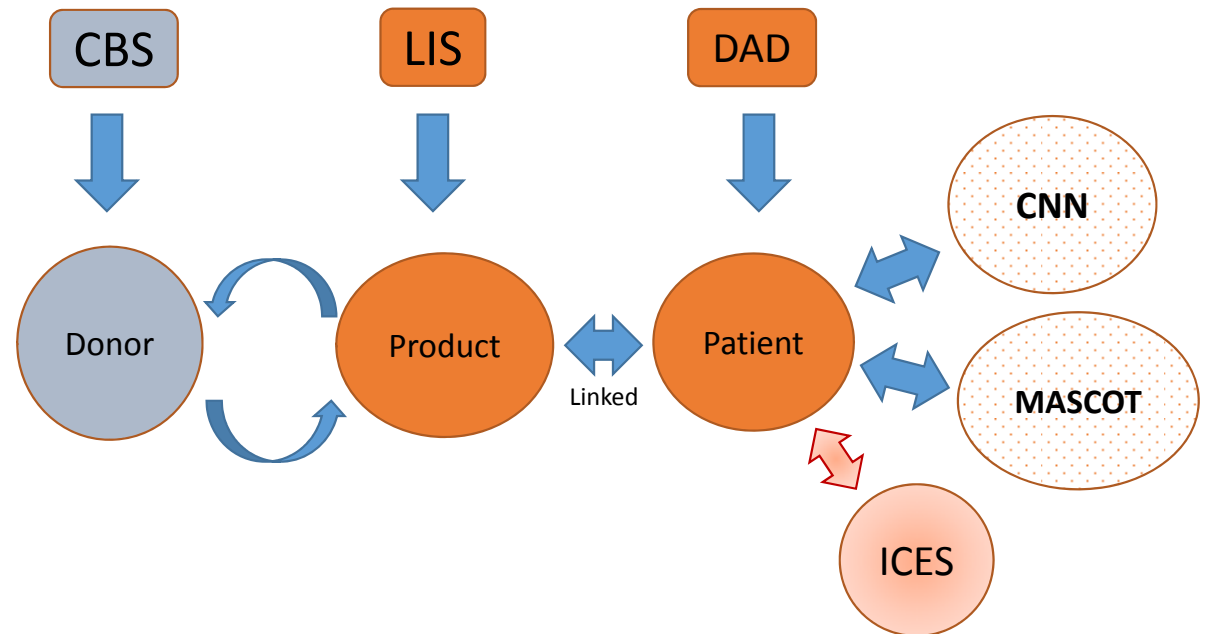 CBS
LIS
DAD
CNN
Donor
Product
Linked
Patient
MASCOT
ICES